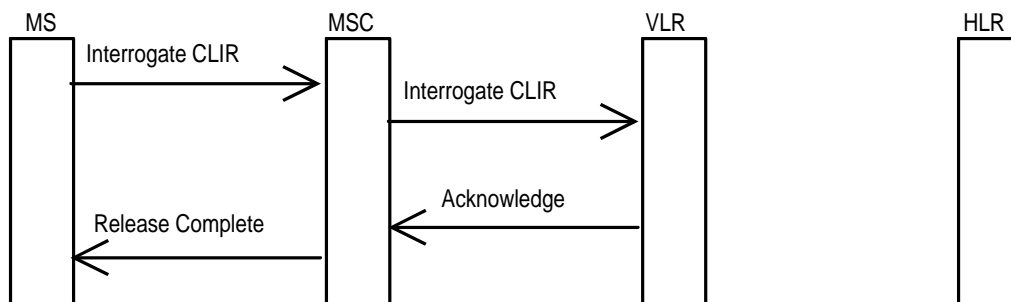 MS MSC VLR HLR
Interrogate CLIR
Interrogate CLIR
Acknowledge
Release Complete